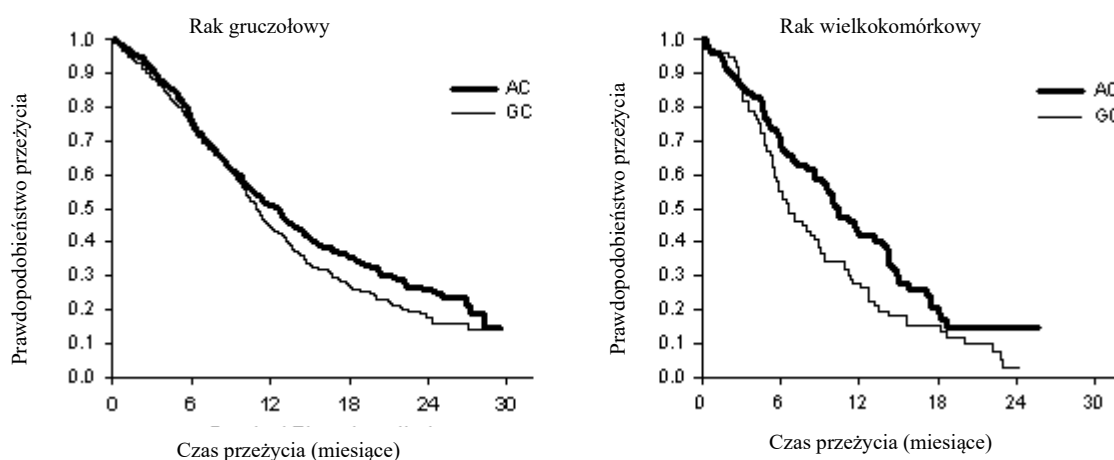 Rak gruczołowy
Prawdopodobieństwo przeżycia
1.0
0.9
0.8
0.7
0.6
0.5
0.4
0.3
0.2
0.1
0.0
AC
GC
0 6 12 18 24 30
Czas przeżycia (miesiące)
Rak wielkokomórkowy
Prawdopodobieństwo przeżycia
1.0
0.9
0.8
0.7
0.6
0.5
0.4
0.3
0.2
0.1
0.0
AC
GC
0 6 12 18 24 30
Czas przeżycia (miesiące)